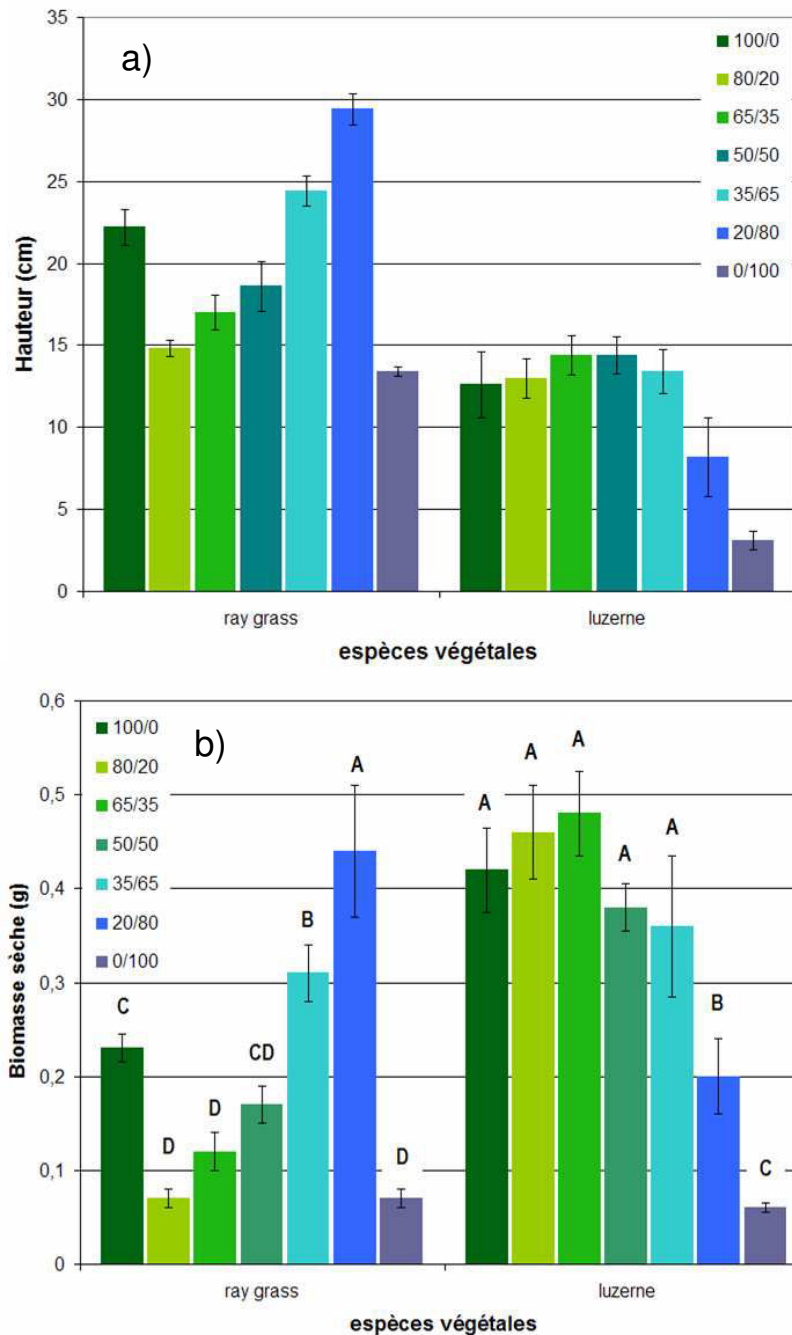 a)
Hauteur (cm)
35
30
25
20
15
10
5
0
100/0
80/20
65/35
50/50
35/65
20/80
0/100
ray grass
luzerne
espèces végétales
b)
Biomasse sèche (g)
0,6
0,5
0,4
0,3
0,2
0,1
0
100/0
80/20
65/35
50/50
35/65
20/80
0/100
C
D
D
CD
B
A
D
A
A
A
A
A
B
C
ray grass
luzerne
espèces végétales